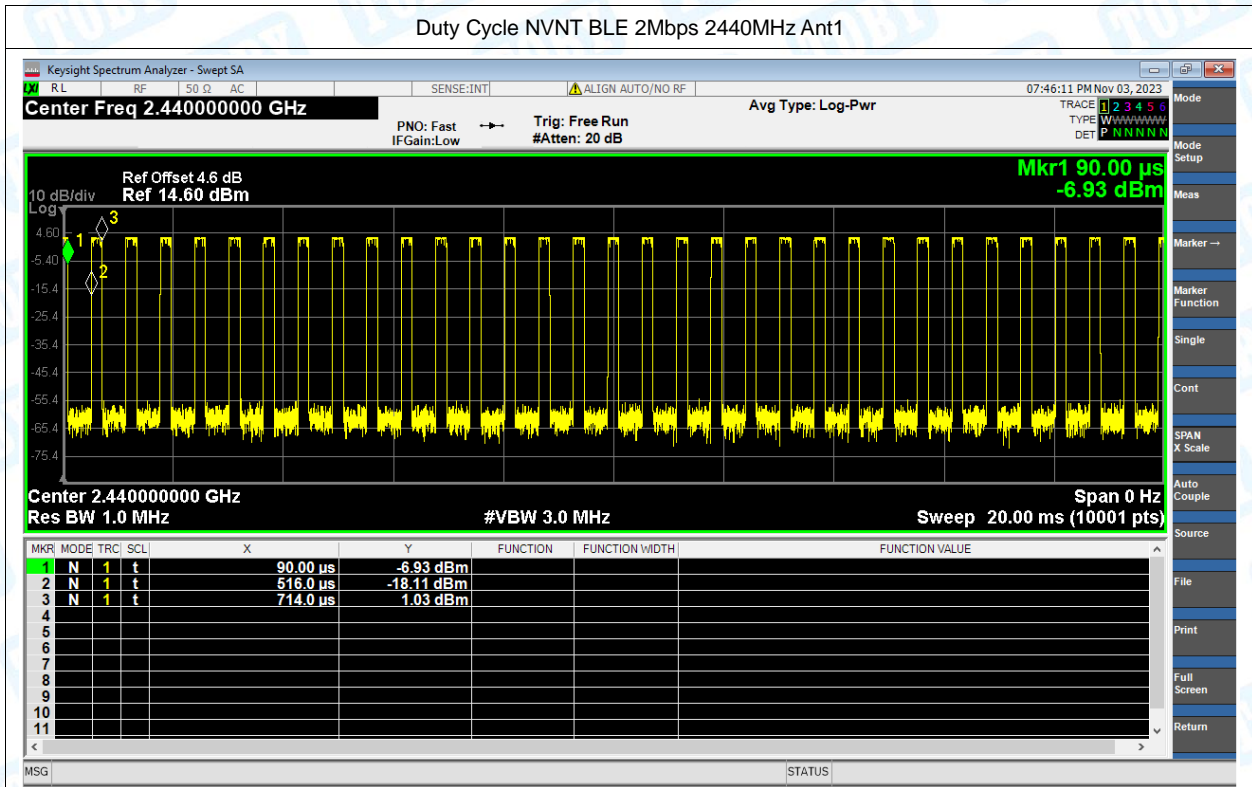 Duty Cycle NVNT BLE 2Mbps 2440MHz Ant1
Keysight Spectrum Analyzer - Swept SA
LXI RL RF 50 Ω AC SENSE:INT ALIGN AUTO/NO RF 07:46:11 PM Nov 03, 2023
Center Freq 2.440000000 GHz
PNO: Fast
IFGain:Low
Trig: Free Run
#Atten: 20 dB
Avg Type: Log-Pwr
TRACE 1 2 3 4 5 6
TYPE WWWWWW
DET P N N N N N
Ref Offset 4.6 dB
10 dB/div Ref 14.60 dBm
Log
Mkr1 90.00 µs
-6.93 dBm
4.60
-5.40
-15.4
-25.4
-35.4
-45.4
-55.4
-65.4
-75.4
1
2
3
Center 2.440000000 GHz Span 0 Hz
Res BW 1.0 MHz #VBW 3.0 MHz Sweep 20.00 ms (10001 pts)
MKR MODE TRC SCL X Y FUNCTION FUNCTION WIDTH FUNCTION VALUE
1 N 1 t 90.00 µs -6.93 dBm
2 N 1 t 516.0 µs -18.11 dBm
3 N 1 t 714.0 µs 1.03 dBm
4
5
6
7
8
9
10
11
MSG STATUS
Mode
Mode
Setup
Meas
Marker →
Marker
Function
Single
Cont
SPAN
X Scale
Auto
Couple
Source
File
Print
Full
Screen
Return
TOBY